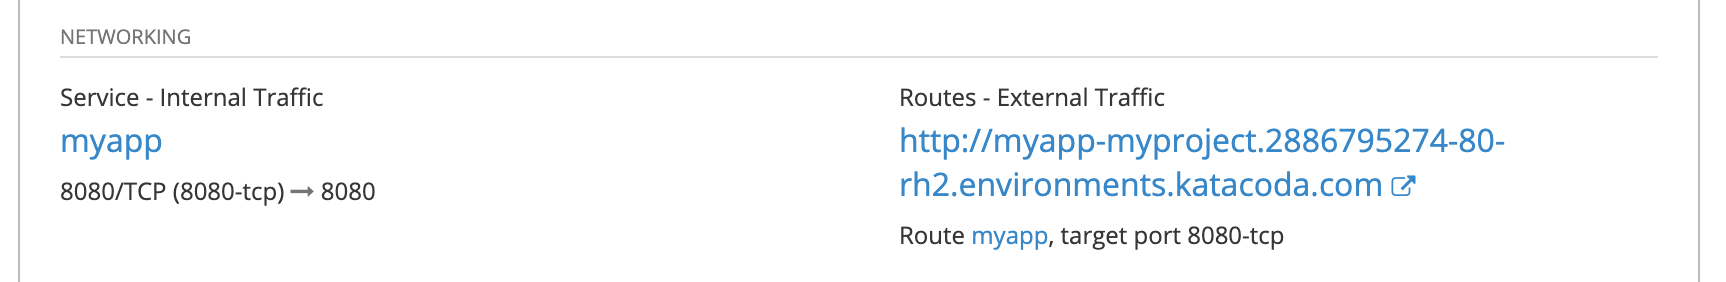 NETWORKING
Service - Internal Traffic
myapp
8080/TCP (8080-tcp) → 8080
Routes - External Traffic
http://myapp-myproject.2886795274-80-
rh2.environments.katacoda.com
Route myapp, target port 8080-tcp